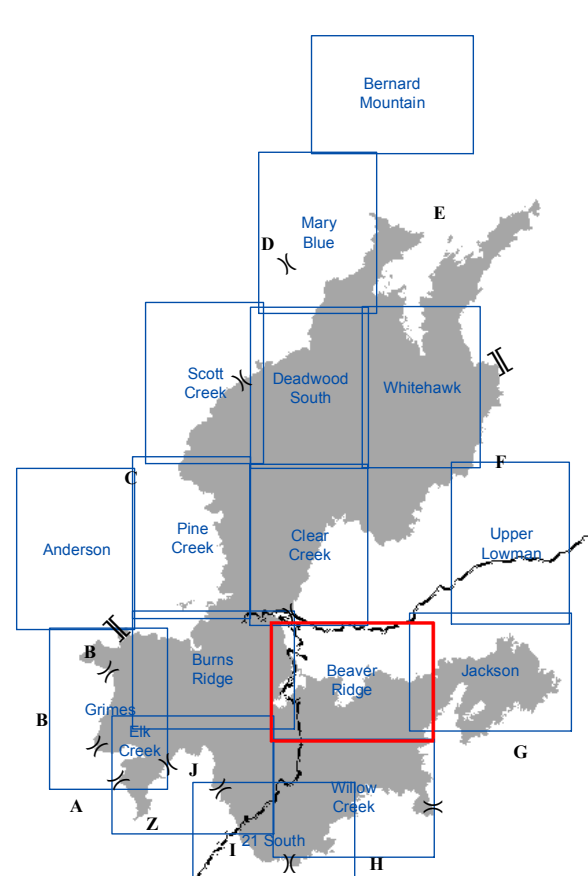 Bernard
Mountain
Mary
Blue
E
D
Scott
Creek
Deadwood
South
Whitehawk
F
C
Pine
Creek
Clear
Creek
Upper
Lowman
Anderson
B
Burns
Ridge
Beaver
Ridge
Jackson
B
Grimes
Elk
Creek
G
A
J
Willow
Creek
Z
I
21 South
H